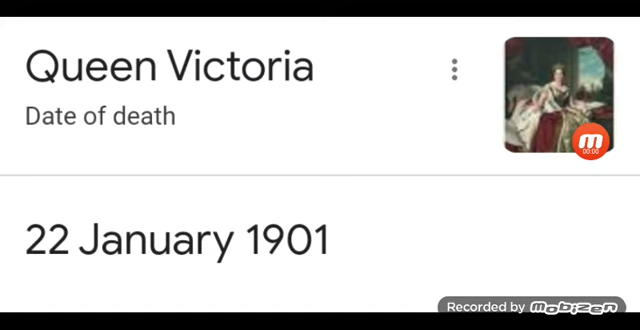 Queen Victoria
Date of death
00:00
22 January 1901
Recorded by Mobizen